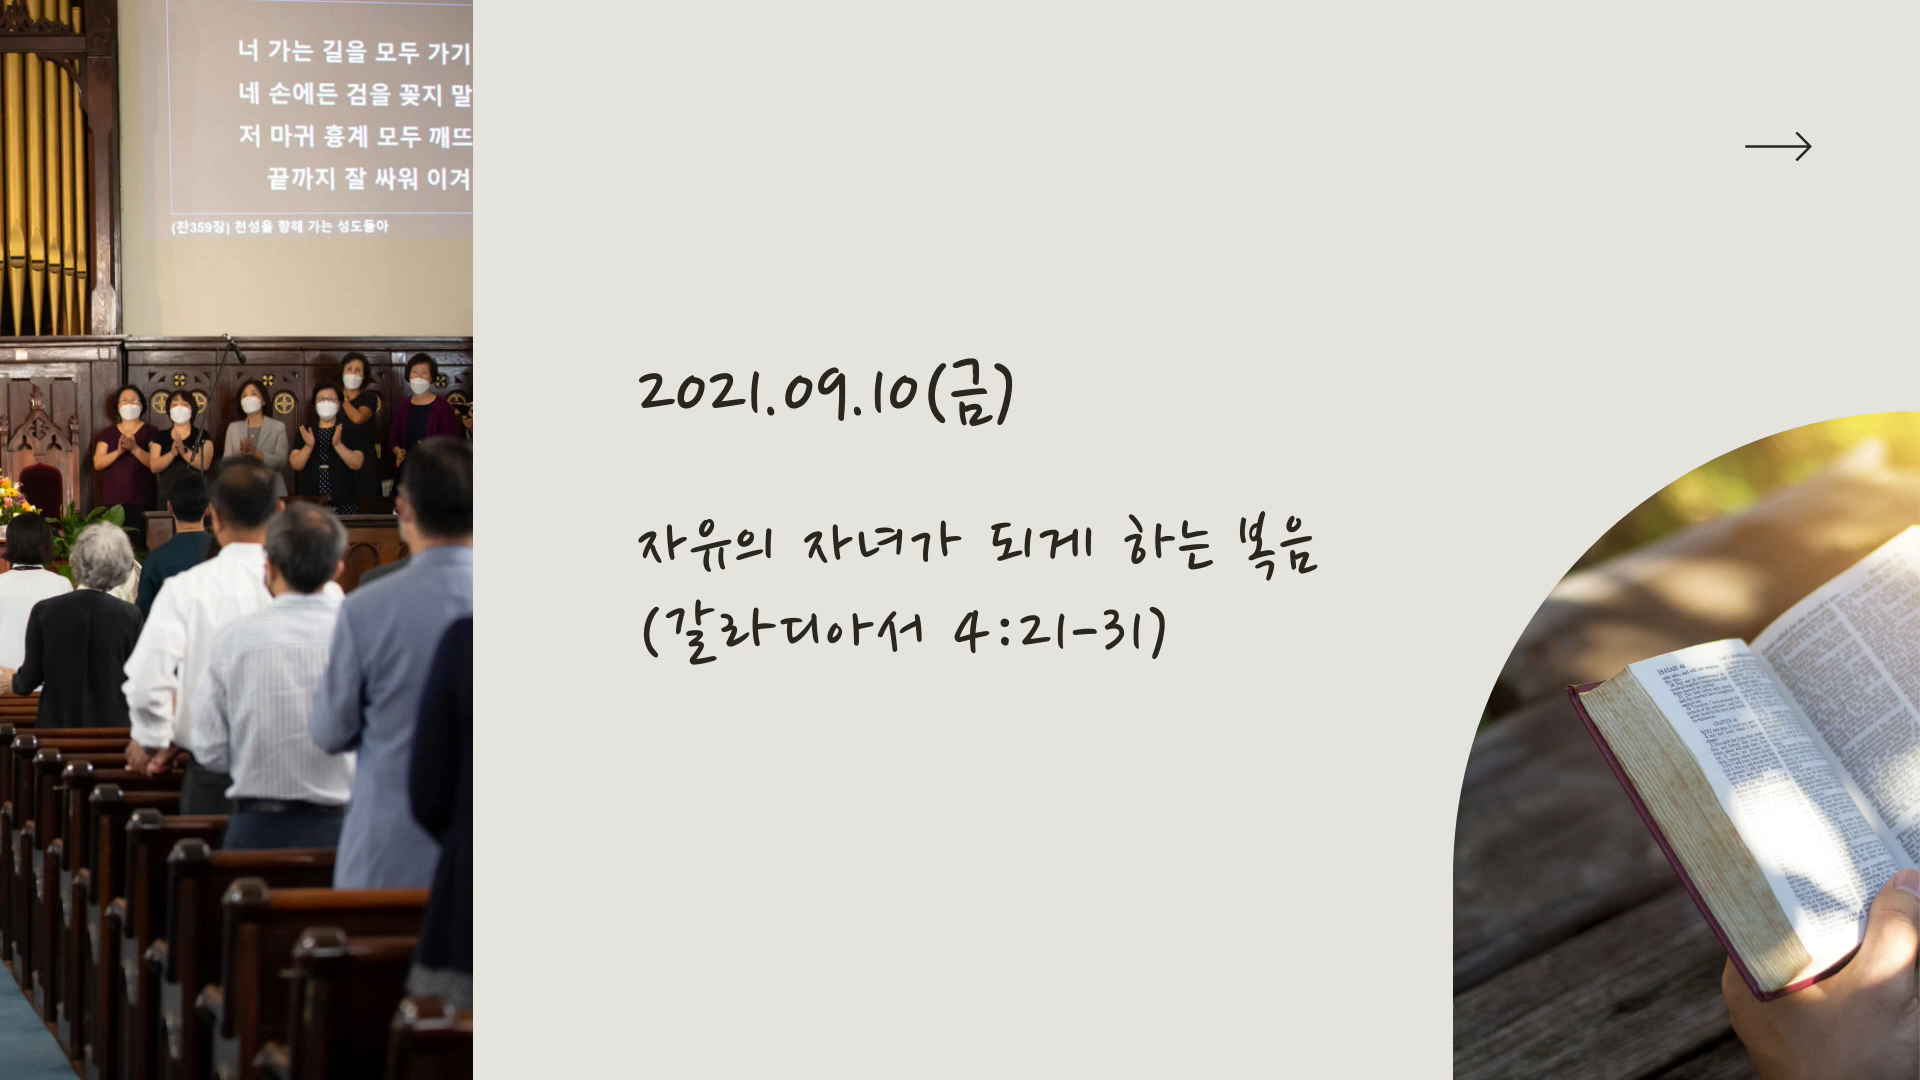 너 가는 길을 모두 가기
네 손에든 검을 꽂지 말
저 마귀 흉계 모두 깨뜨
끝까지 잘 싸워 이겨
(찬359장) 천성을 향해 가는 성도들아
2021.09.10(금)
자유의 자녀가 되게 하는 복음
(갈라디아서 4:21-31)
ISAIAH 44